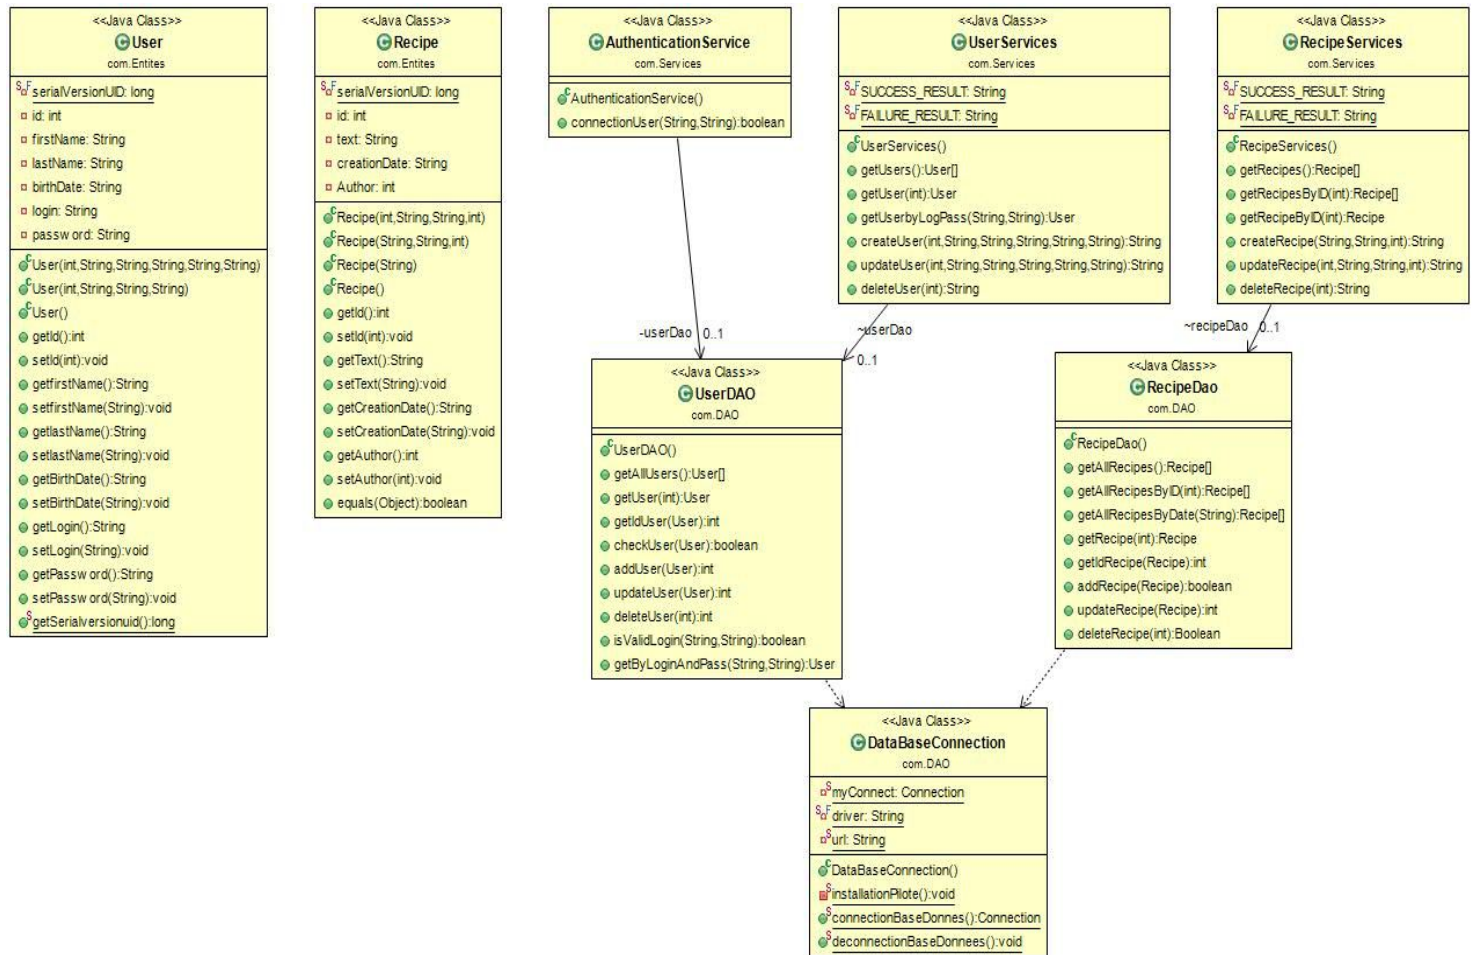 <<Java Class>>
User
com.Entites
serialVersionUID: long
id: int
firstName: String
lastName: String
birthDate: String
login: String
password: String
User(int,String,String,String,String,String)
User(int,String,String,String)
User()
getId():int
setId(int):void
getfirstName():String
setfirstName(String):void
getlastName():String
setlastName(String):void
getBirthDate():String
setBirthDate(String):void
getLogin():String
setLogin(String):void
getPassword():String
setPassword(String):void
getSerialversionuid():long
<<Java Class>>
Recipe
com.Entites
serialVersionUID: long
id: int
text: String
creationDate: String
Author: int
Recipe(int,String,String,int)
Recipe(String,String,int)
Recipe(String)
Recipe()
getId():int
setId(int):void
getText():String
setText(String):void
getCreationDate():String
setCreationDate(String):void
getAuthor():int
setAuthor(int):void
equals(Object):boolean
<<Java Class>>
AuthenticationService
com.Services
AuthenticationService()
connectionUser(String,String):boolean
<<Java Class>>
UserServices
com.Services
SUCCESS_RESULT: String
FAILURE_RESULT: String
UserServices()
getUsers():User[]
getUser(int):User
getUserbyLogPass(String,String):User
createUser(int,String,String,String,String,String):String
updateUser(int,String,String,String,String,String):String
deleteUser(int):String
<<Java Class>>
RecipeServices
com.Services
SUCCESS_RESULT: String
FAILURE_RESULT: String
RecipeServices()
getRecipes():Recipe[]
getRecipesByID(int):Recipe[]
getRecipeByID(int):Recipe
createRecipe(String,String,int):String
updateRecipe(int,String,String,int):String
deleteRecipe(int):String
-userDao 0..1
~userDao
0..1
~recipeDao 0..1
<<Java Class>>
UserDAO
com.DAO
UserDAO()
getAllUsers():User[]
getUser(int):User
getIdUser(User):int
checkUser(User):boolean
addUser(User):int
updateUser(User):int
deleteUser(int):int
isValidLogin(String,String):boolean
getByLoginAndPass(String,String):User
<<Java Class>>
RecipeDao
com.DAO
RecipeDao()
getAllRecipes():Recipe[]
getAllRecipesByID(int):Recipe[]
getAllRecipesByDate(String):Recipe[]
getRecipe(int):Recipe
getIdRecipe(Recipe):int
addRecipe(Recipe):boolean
updateRecipe(Recipe):int
deleteRecipe(int):Boolean
<<Java Class>>
DataBaseConnection
com.DAO
myConnect: Connection
driver: String
url: String
DataBaseConnection()
installationPilote():void
connectionBaseDonnes():Connection
deconnectionBaseDonnees():void